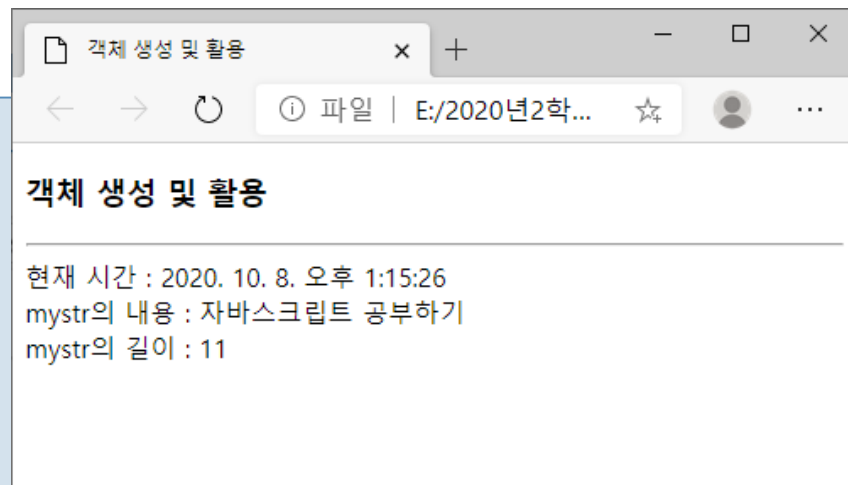 객체 생성 및 활용
파일 | E:/2020년2학...
객체 생성 및 활용
현재 시간 : 2020. 10. 8. 오후 1:15:26
mystr의 내용 : 자바스크립트 공부하기
mystr의 길이 : 11